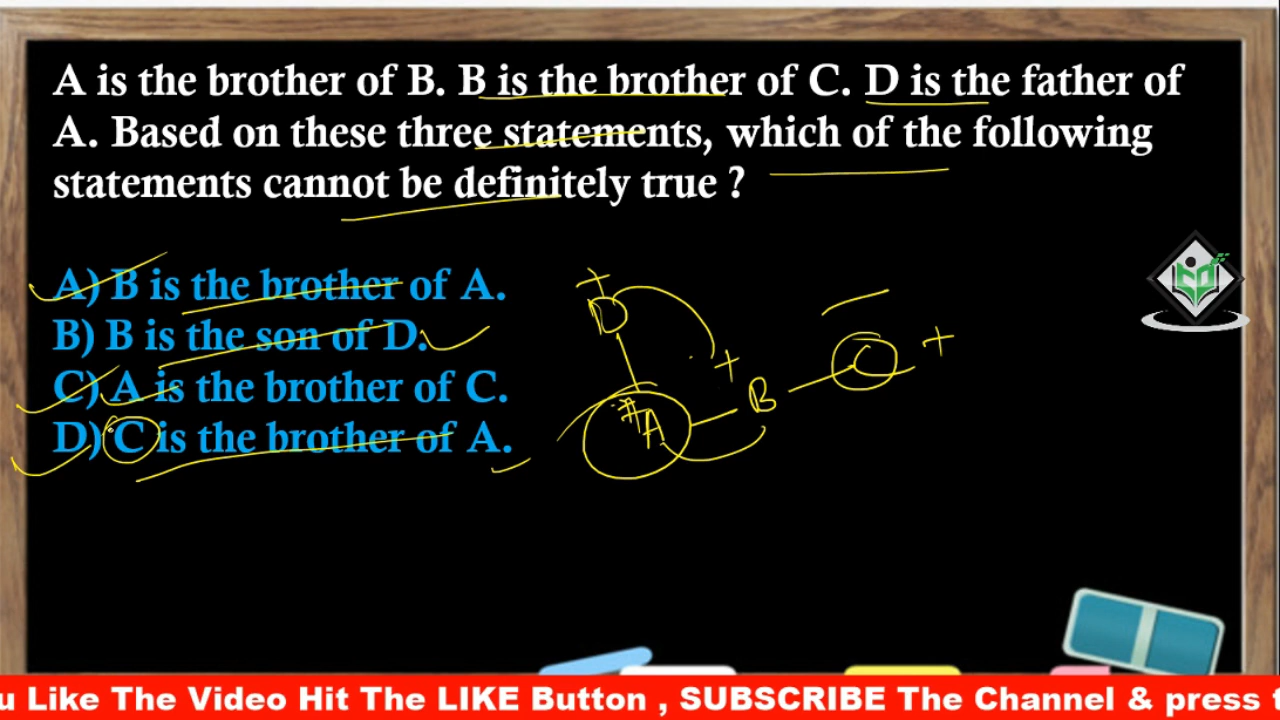 A is the brother of B. B is the brother of C. D is the father of
A. Based on these three statements, which of the following
statements cannot be definitely true ?
A) B is the brother of A.
B) B is the son of D.
C) A is the brother of C.
D) C is the brother of A.
+
D
+
A
B
C
+
u Like The Video Hit The LIKE Button , SUBSCRIBE The Channel & press t